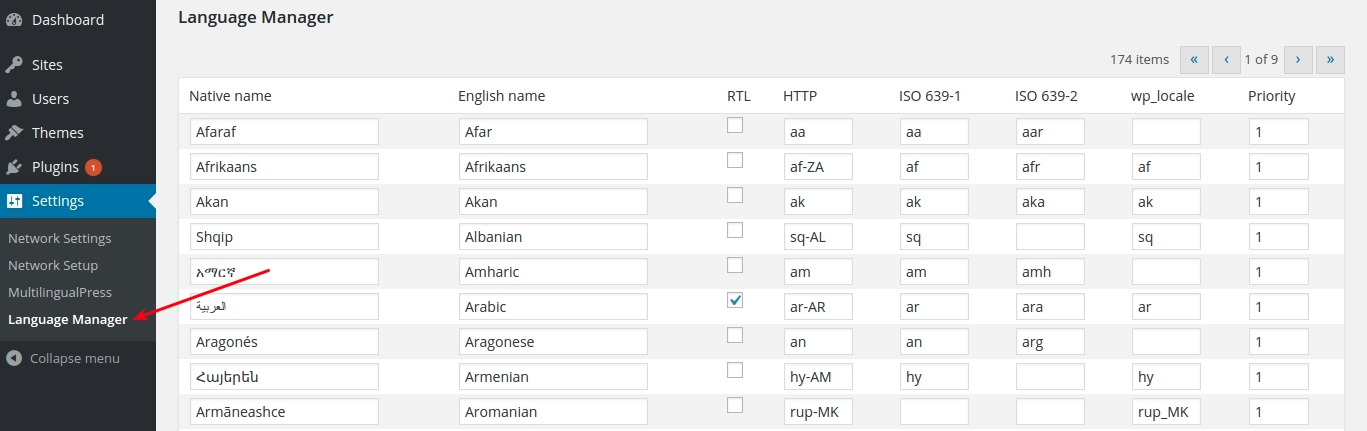 Dashboard
Sites
Users
Themes
Plugins 1
Settings
Network Settings
Network Setup
MultilingualPress
Language Manager
Collapse menu
Language Manager
174 items « ‹ 1 of 9 › »
Native name English name RTL HTTP ISO 639-1 ISO 639-2 wp_locale Priority
Afaraf Afar aa aa aar 1
Afrikaans Afrikaans af-ZA af afr af 1
Akan Akan ak ak aka ak 1
Shqip Albanian sq-AL sq sq 1
አማርኛ Amharic am am amh 1
العربية Arabic ar-AR ar ara ar 1
Aragonés Aragonese an an arg 1
Հայերեն Armenian hy-AM hy hy 1
Armãneashce Aromanian rup-MK rup_MK 1